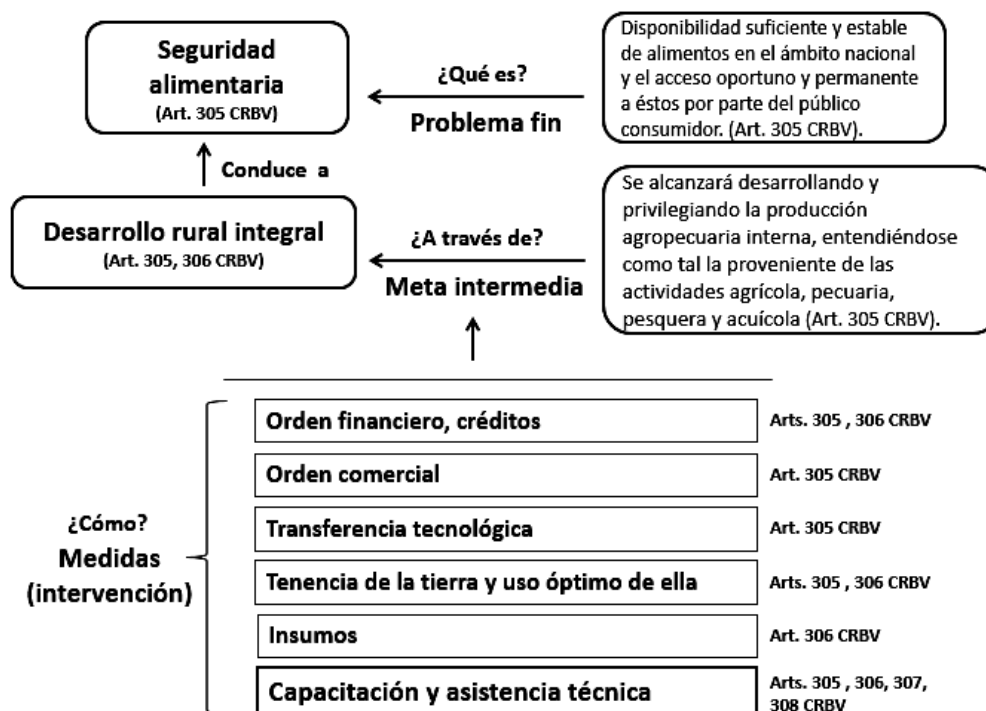 Seguridad
alimentaria
(Art. 305 CRBV)
¿Qué es?
Problema fin
Disponibilidad suficiente y estable
de alimentos en el ámbito nacional
y el acceso oportuno y permanente
a éstos por parte del público
consumidor. (Art. 305 CRBV).
Conduce a
Desarrollo rural integral
(Art. 305, 306 CRBV)
¿A través de?
Meta intermedia
Se alcanzará desarrollando y
privilegiando la producción
agropecuaria interna, entendiéndose
como tal la proveniente de las
actividades agrícola, pecuaria,
pesquera y acuícola (Art. 305 CRBV).
¿Cómo?
Medidas
(intervención)
Orden financiero, créditos
Arts. 305 , 306 CRBV
Orden comercial
Art. 305 CRBV
Transferencia tecnológica
Art. 305 CRBV
Tenencia de la tierra y uso óptimo de ella
Arts. 305 , 306 CRBV
Insumos
Art. 306 CRBV
Capacitación y asistencia técnica
Arts. 305 , 306, 307,
308 CRBV